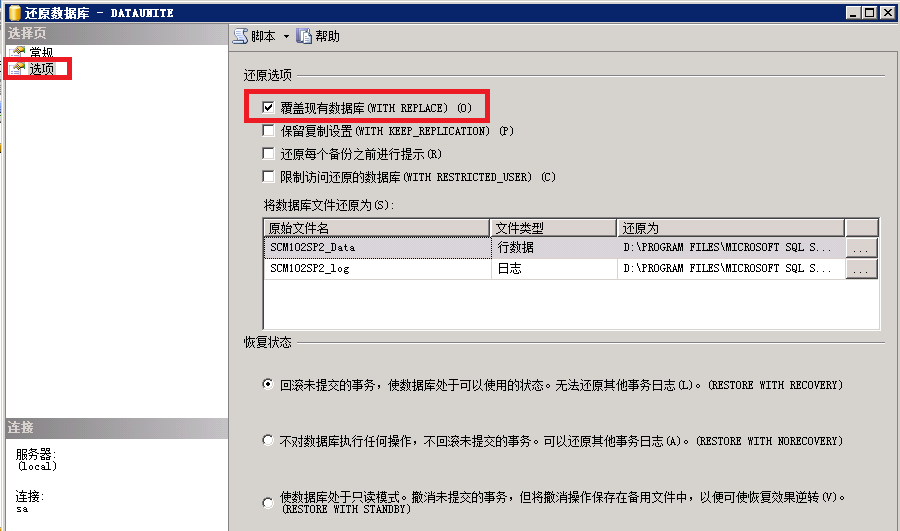 还原数据库 - DATAUNITE
选择页
常规
选项
脚本 帮助
还原选项
覆盖现有数据库(WITH REPLACE) (O)
保留复制设置(WITH KEEP_REPLICATION) (P)
还原每个备份之前进行提示(R)
限制访问还原的数据库(WITH RESTRICTED_USER) (C)
将数据库文件还原为(S):
原始文件名 文件类型 还原为
SCM102SP2_Data 行数据 D:\PROGRAM FILES\MICROSOFT SQL S... ...
SCM102SP2_log 日志 D:\PROGRAM FILES\MICROSOFT SQL S... ...
恢复状态
回滚未提交的事务，使数据库处于可以使用的状态。无法还原其他事务日志(L)。(RESTORE WITH RECOVERY)
不对数据库执行任何操作，不回滚未提交的事务。可以还原其他事务日志(A)。(RESTORE WITH NORECOVERY)
使数据库处于只读模式。撤消未提交的事务，但将撤消操作保存在备用文件中，以便可使恢复效果逆转(V)。
(RESTORE WITH STANDBY)
连接
服务器:
(local)
连接:
sa